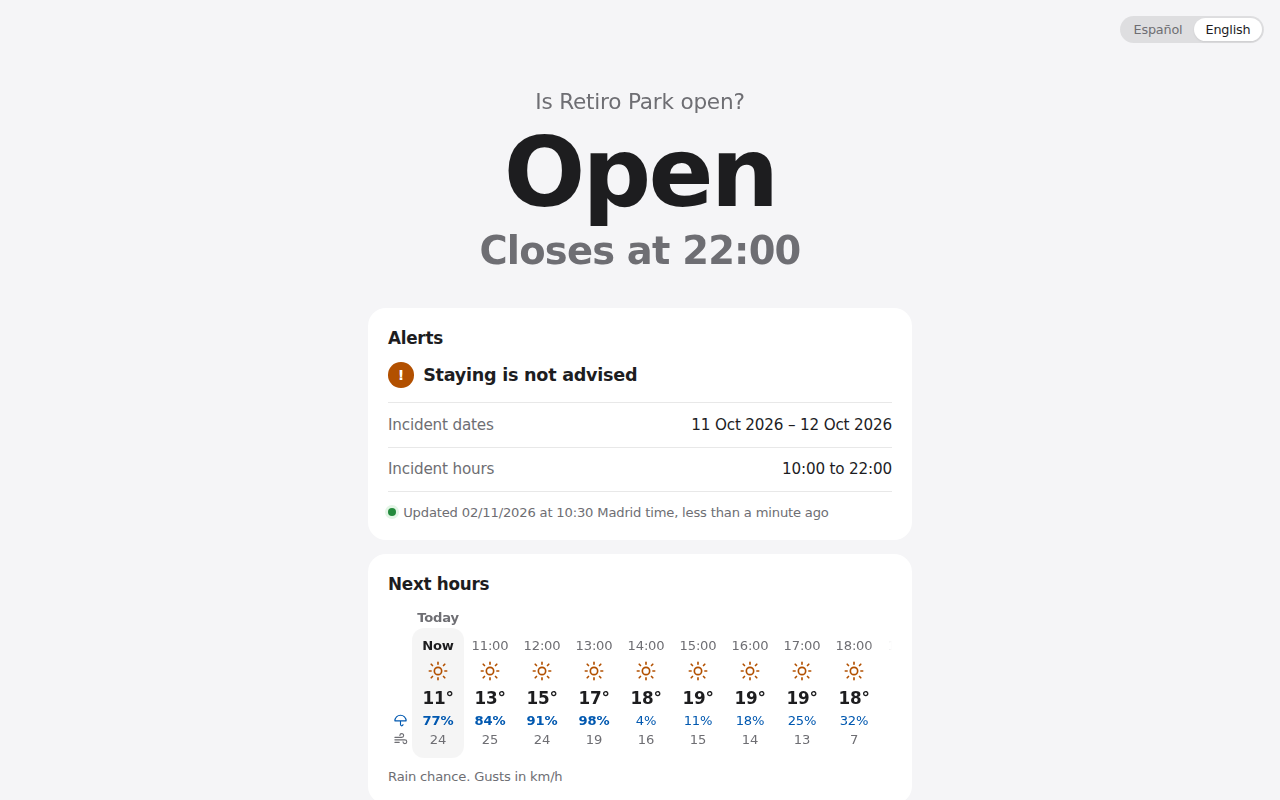 Español English
Is Retiro Park open?
Open
Closes at 22:00
Alerts
! Staying is not advised
Incident dates 11 Oct 2026 – 12 Oct 2026
Incident hours 10:00 to 22:00
Updated 02/11/2026 at 10:30 Madrid time, less than a minute ago
Next hours
Today
Now 11:00 12:00 13:00 14:00 15:00 16:00 17:00 18:00
11° 13° 15° 17° 18° 19° 19° 19° 18°
77% 84% 91% 98% 4% 11% 18% 25% 32%
24 25 24 19 16 15 14 13 7
Rain chance. Gusts in km/h